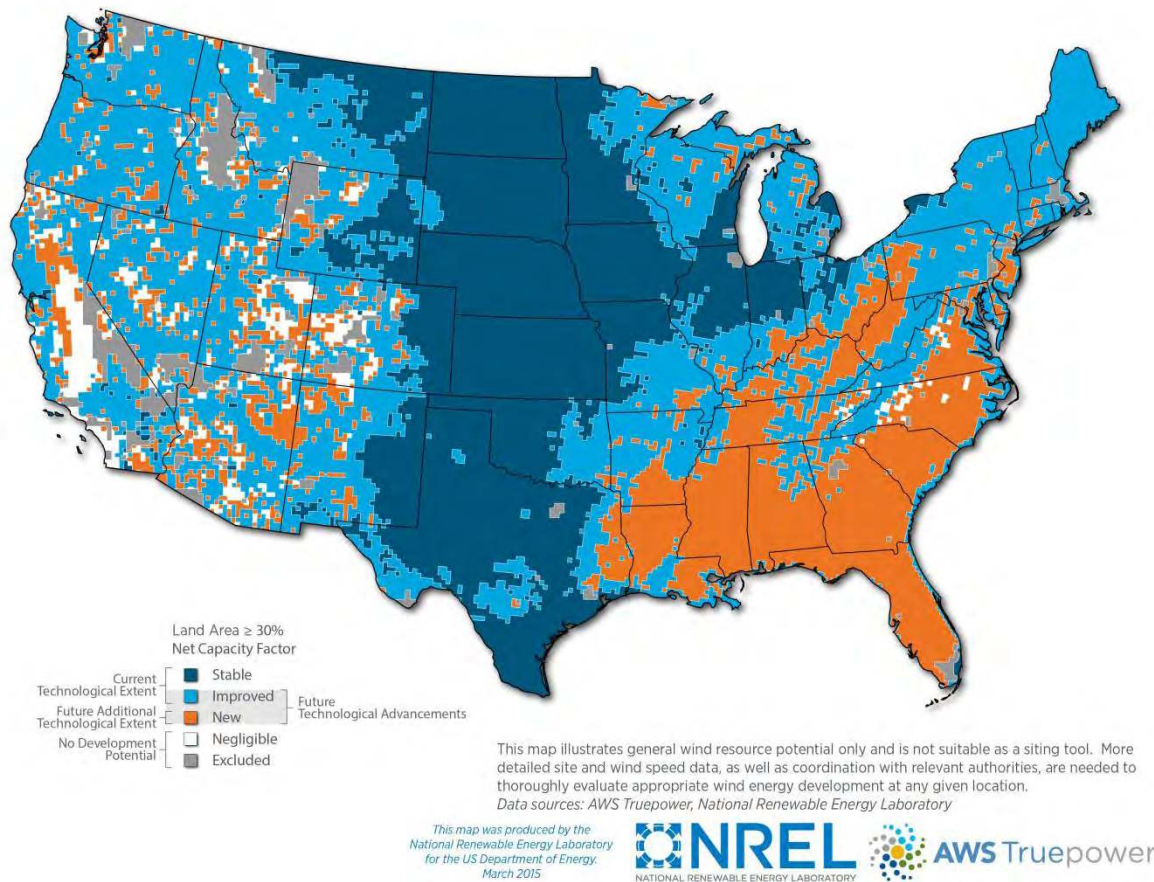 Land Area ≥ 30%
Net Capacity Factor
Current
Technological Extent
Stable
Improved
Future
Technological Advancements
Future Additional
Technological Extent
New
No Development
Potential
Negligible
Excluded
This map illustrates general wind resource potential only and is not suitable as a siting tool. More
detailed site and wind speed data, as well as coordination with relevant authorities, are needed to
thoroughly evaluate appropriate wind energy development at any given location.
Data sources: AWS Truepower, National Renewable Energy Laboratory
This map was produced by the
National Renewable Energy Laboratory
for the US Department of Energy.
March 2015
NREL
NATIONAL RENEWABLE ENERGY LABORATORY
AWS Truepower